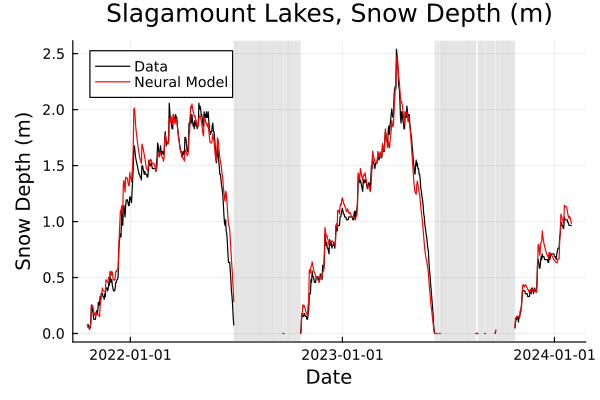 Slagamount Lakes, Snow Depth (m)
Data
Neural Model
Snow Depth (m)
2.5
2.0
1.5
1.0
0.5
0.0
2022-01-01
2023-01-01
2024-01-01
Date